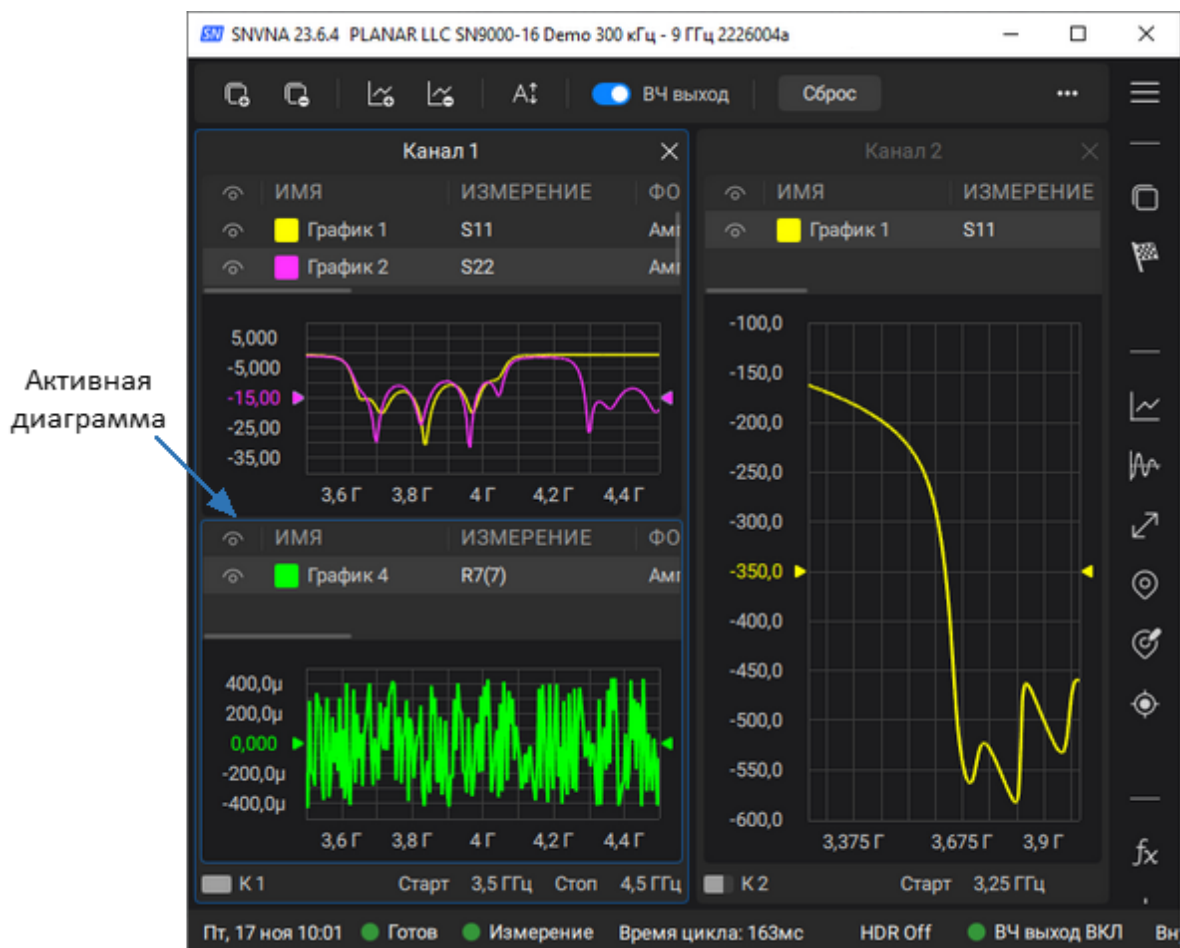 SNVNA 23.6.4 PLANAR LLC SN9000-16 Demo 300 кГц - 9 ГГц 2226004a
ВЧ выход
Сброс
Канал 1
ИМЯ ИЗМЕРЕНИЕ ФО
График 1 S11 Амп
График 2 S22 Амп
5,000
-5,000
-15,00
-25,00
-35,00
3,6 Г 3,8 Г 4 Г 4,2 Г 4,4 Г
Активная
диаграмма
ИМЯ ИЗМЕРЕНИЕ ФО
График 4 R7(7) Амп
400,0µ
200,0µ
0,000
-200,0µ
-400,0µ
3,6 Г 3,8 Г 4 Г 4,2 Г 4,4 Г
К 1 Старт 3,5 ГГц Стоп 4,5 ГГц
Канал 2
ИМЯ ИЗМЕРЕНИЕ
График 1 S11
-100,0
-150,0
-200,0
-250,0
-300,0
-350,0
-400,0
-450,0
-500,0
-550,0
-600,0
3,375 Г 3,675 Г 3,9 Г
К 2 Старт 3,25 ГГц
fx
Пт, 17 ноя 10:01 Готов Измерение Время цикла: 163мс HDR Off ВЧ выход ВКЛ Вн